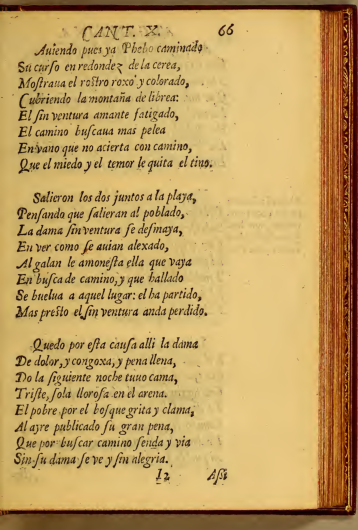 CANT. X. 66
Auiendo pues ya Phebo caminado
Su curso en redondez de la cerea,
Mostraua el rostro roxo y colorado,
Cubriendo la montaña de librea:
El sin ventura amante fatigado,
El camino buscaua mas pelea
En vano que no acierta con camino,
Que el miedo y el temor le quita el tino.
Salieron los dos juntos a la playa,
Pensando que salieran al poblado,
La dama sin ventura se desmaya,
En ver como se auian alexado,
Al galan le amonesta ella que vaya
En busca de camino, y que hallado
Se buelua a aquel lugar: el ha partido,
Mas presto el sin ventura anda perdido.
Quedo por esta causa alli la dama
De dolor, y congoxa, y pena llena,
Do la siguiente noche tuuo cama,
Triste, sola llorosa en el arena.
El pobre por el bosque grita y clama,
Al ayre publicado su gran pena,
Que por buscar camino senda y via
Sin su dama se ve y sin alegria.
I2 Assi